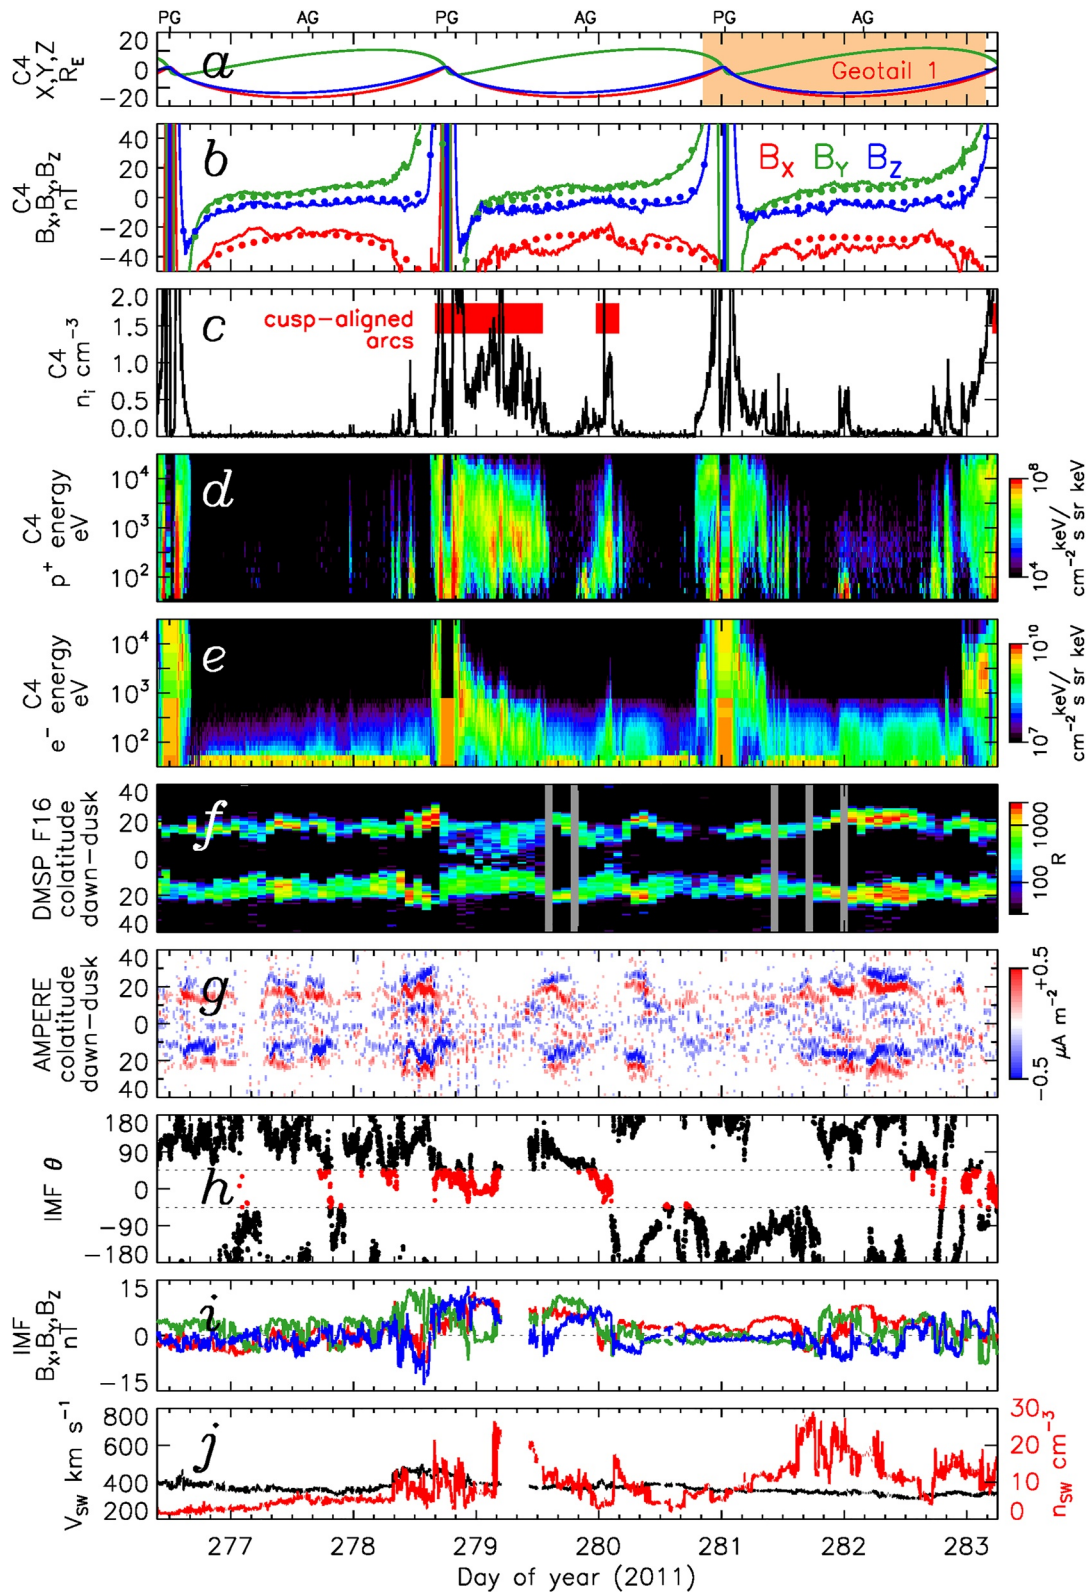 PG AG PG AG PG AG
C4
X,Y,Z
R_E
20
0
−20
a
Geotail 1
C4
B_X,B_Y,B_Z
nT
40
20
0
−20
−40
b
B_X B_Y B_Z
C4
n_i cm^-3
2.0
1.5
1.0
0.5
0.0
c
cusp−aligned
arcs
C4
p^+ energy
eV
10^4
10^3
10^2
d
10^8
10^4
keV/
cm^-2 s sr keV
C4
e^- energy
eV
10^4
10^3
10^2
e
10^10
10^7
keV/
cm^-2 s sr keV
DMSP F16
colatitude
dawn−dusk
40
20
0
20
40
f
1000
100
R
AMPERE
colatitude
dawn−dusk
40
20
0
20
40
g
+0.5
−0.5
μA m^-2
IMF θ
180
90
0
−90
−180
h
IMF
B_X,B_Y,B_Z
nT
15
0
−15
i
V_SW km s^-1
800
600
400
200
j
30
20
10
0
n_SW cm^-3
277 278 279 280 281 282 283
Day of year (2011)